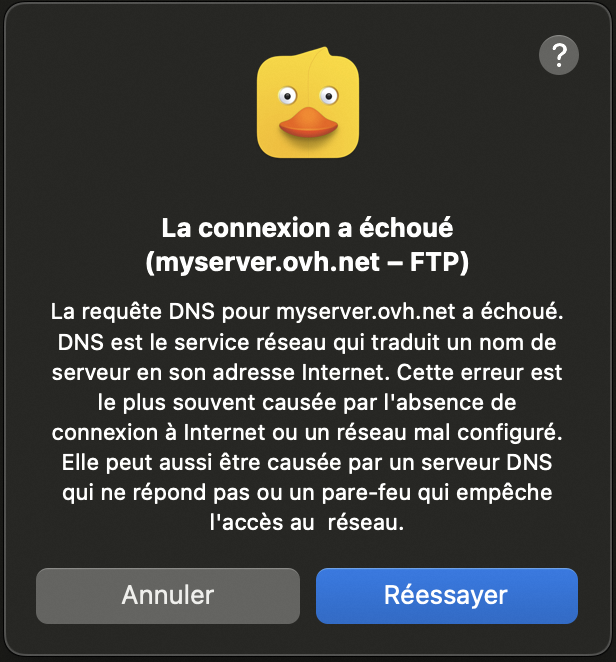 ?
La connexion a échoué
(myserver.ovh.net – FTP)
La requête DNS pour myserver.ovh.net a échoué.
DNS est le service réseau qui traduit un nom de
serveur en son adresse Internet. Cette erreur est
le plus souvent causée par l'absence de
connexion à Internet ou un réseau mal configuré.
Elle peut aussi être causée par un serveur DNS
qui ne répond pas ou un pare-feu qui empêche
l'accès au  réseau.
Annuler
Réessayer